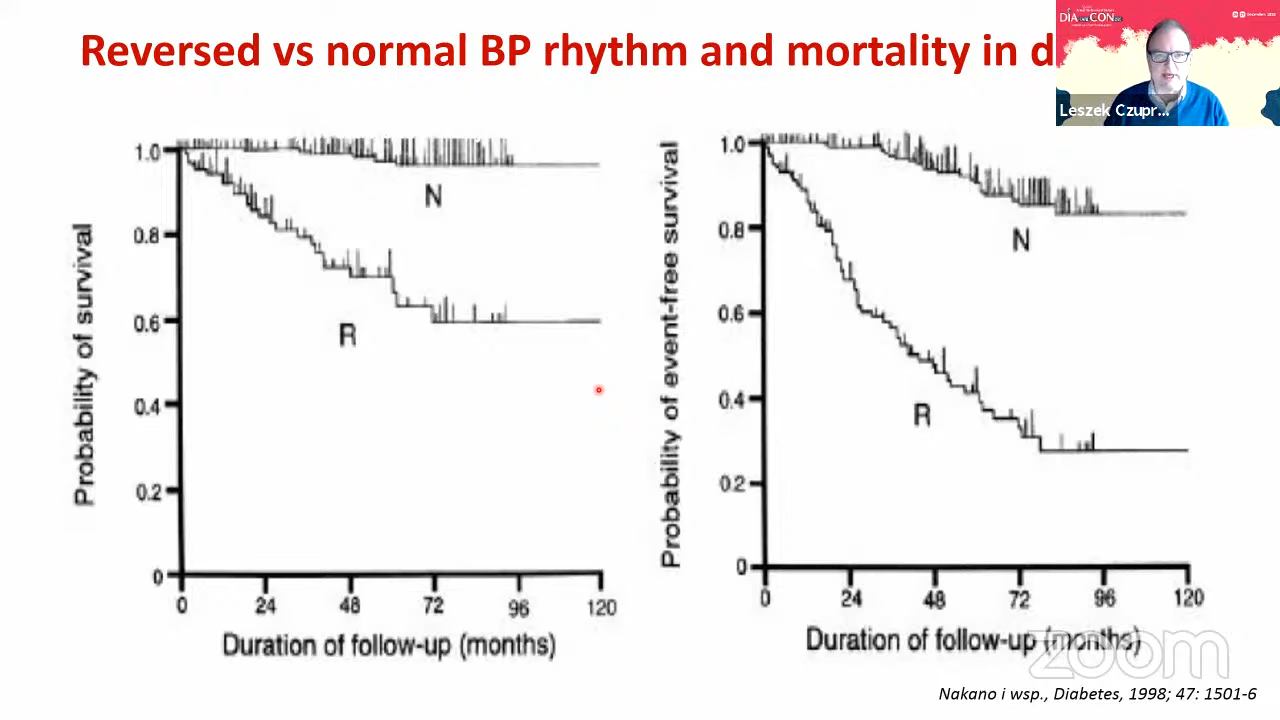 Reversed vs normal BP rhythm and mortality in d
DIA CON
Leszek Czupr...
Probability of survival
1.0
0.8
0.6
0.4
0.2
0
N
R
0 24 48 72 96 120
Duration of follow-up (months)
Probability of event-free survival
1.0
0.8
0.6
0.4
0.2
0
N
R
0 24 48 72 96 120
Duration of follow-up (months)
zoom
Nakano i wsp., Diabetes, 1998; 47: 1501-6